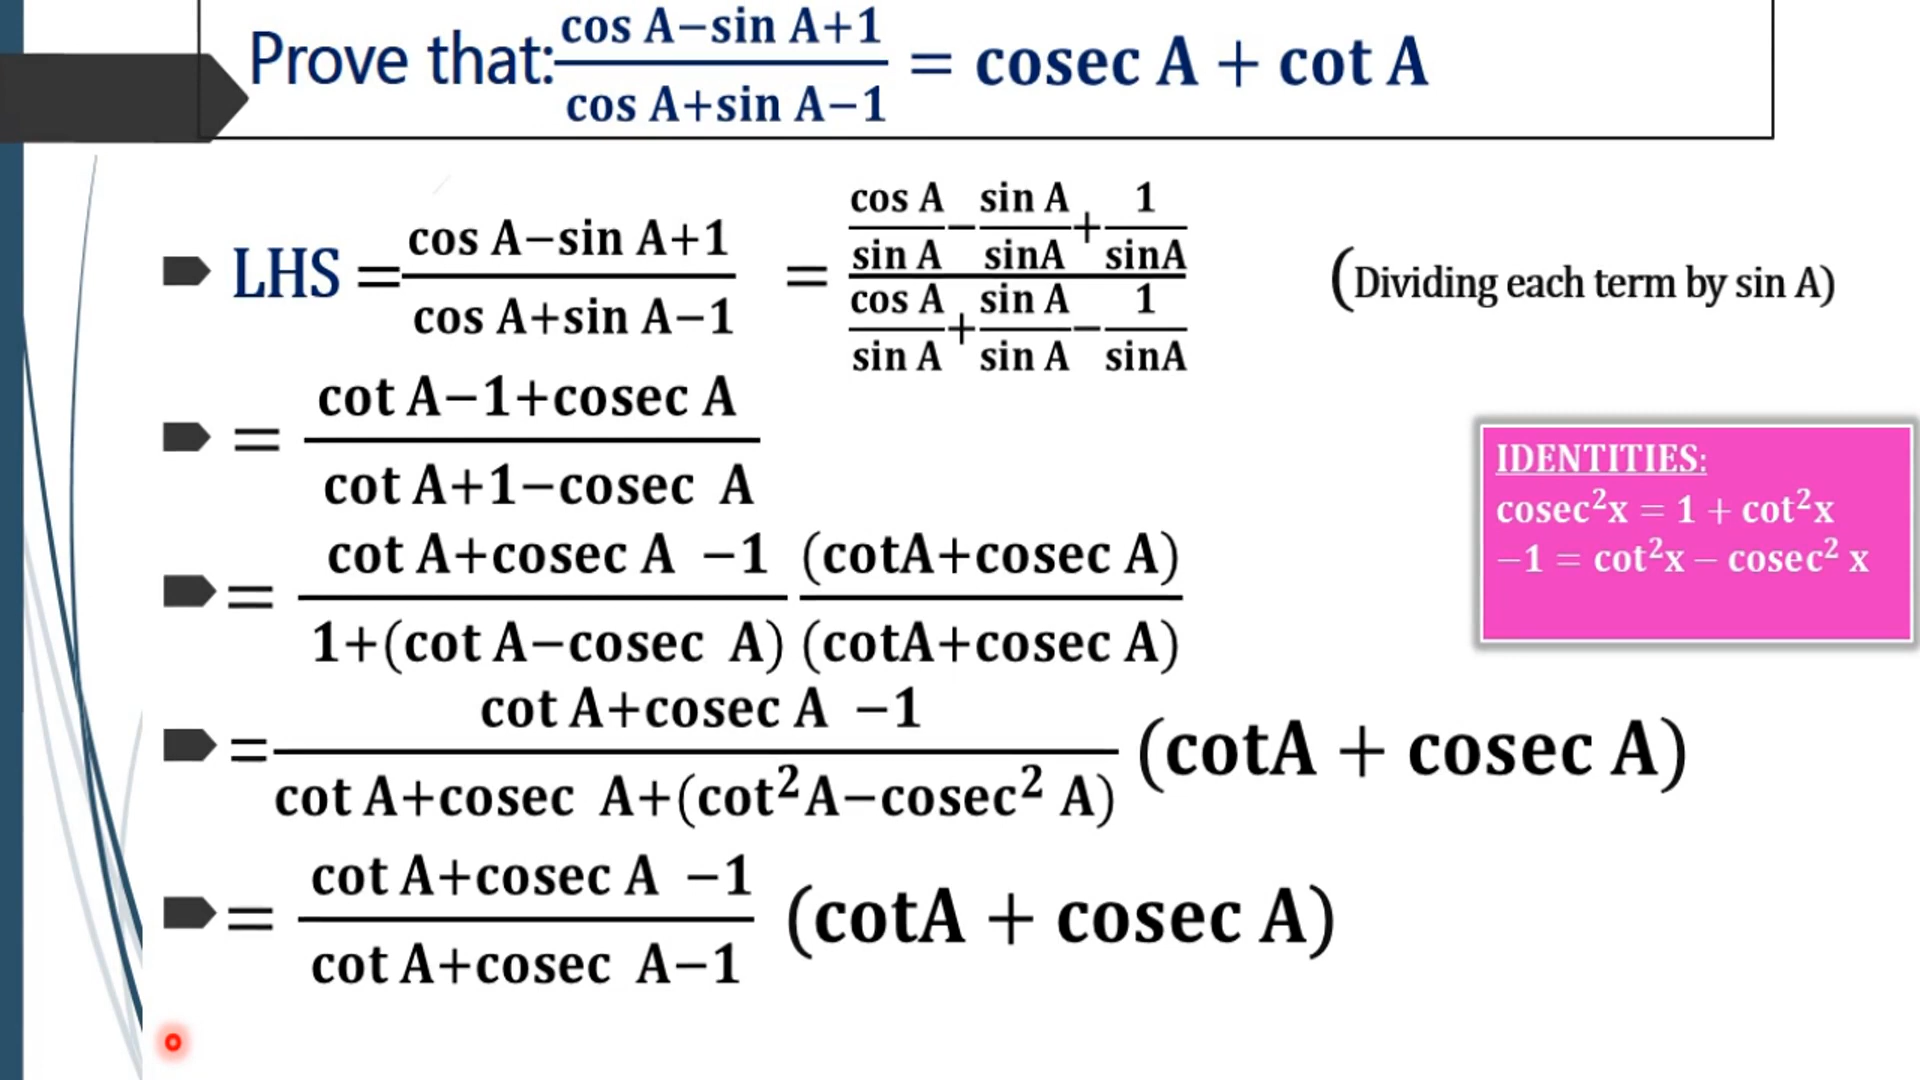 Prove that: (cos A−sin A+1)/(cos A+sin A−1) = cosec A + cot A
LHS = (cos A−sin A+1)/(cos A+sin A−1) = (cos A/sin A − sin A/sinA + 1/sinA)/(cos A/sin A + sin A/sin A − 1/sinA) (Dividing each term by sin A)
= (cot A−1+cosec A)/(cot A+1−cosec A)
IDENTITIES:
cosec²x = 1 + cot²x
−1 = cot²x − cosec² x
= (cot A+cosec A −1)/(1+(cot A−cosec A)) (cotA+cosec A)/(cotA+cosec A)
= (cot A+cosec A −1)/(cot A+cosec A+(cot²A−cosec² A)) (cotA + cosec A)
= (cot A+cosec A −1)/(cot A+cosec A−1) (cotA + cosec A)